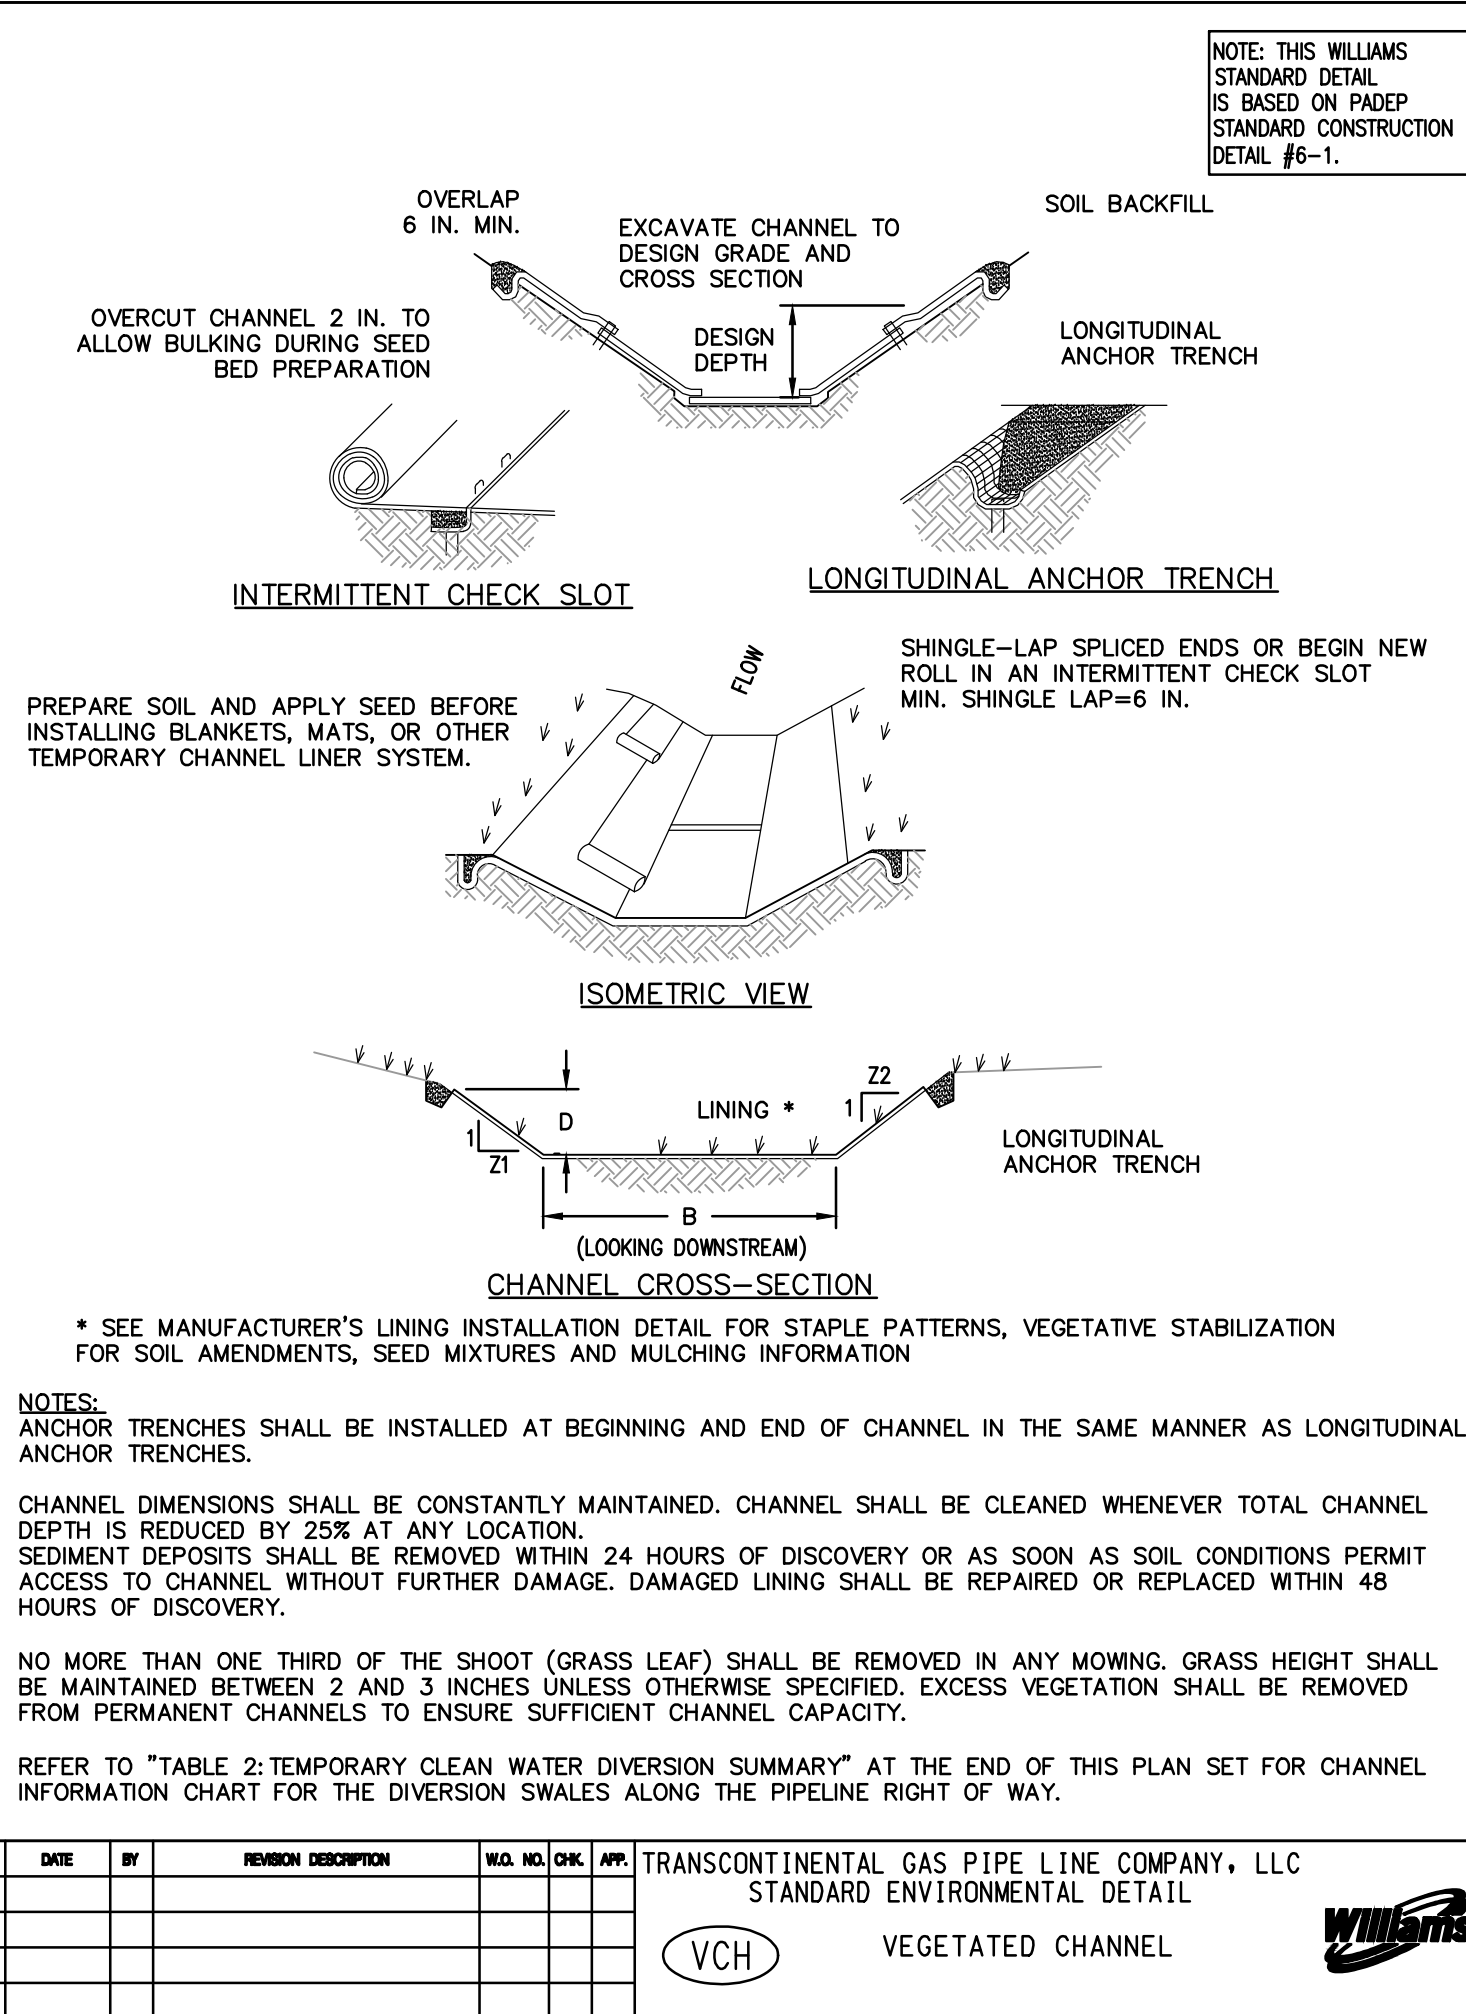 NOTE: THIS WILLIAMS
STANDARD DETAIL
IS BASED ON PADEP
STANDARD CONSTRUCTION
DETAIL #6-1.
OVERLAP
6 IN. MIN.
EXCAVATE CHANNEL TO
DESIGN GRADE AND
CROSS SECTION
SOIL BACKFILL
OVERCUT CHANNEL 2 IN. TO
ALLOW BULKING DURING SEED
BED PREPARATION
DESIGN
DEPTH
LONGITUDINAL
ANCHOR TRENCH
INTERMITTENT CHECK SLOT
LONGITUDINAL ANCHOR TRENCH
FLOW
SHINGLE-LAP SPLICED ENDS OR BEGIN NEW
ROLL IN AN INTERMITTENT CHECK SLOT
MIN. SHINGLE LAP=6 IN.
PREPARE SOIL AND APPLY SEED BEFORE
INSTALLING BLANKETS, MATS, OR OTHER
TEMPORARY CHANNEL LINER SYSTEM.
ISOMETRIC VIEW
1
Z1
D
LINING *
1
Z2
LONGITUDINAL
ANCHOR TRENCH
B
(LOOKING DOWNSTREAM)
CHANNEL CROSS-SECTION
* SEE MANUFACTURER'S LINING INSTALLATION DETAIL FOR STAPLE PATTERNS, VEGETATIVE STABILIZATION
FOR SOIL AMENDMENTS, SEED MIXTURES AND MULCHING INFORMATION
NOTES:
ANCHOR TRENCHES SHALL BE INSTALLED AT BEGINNING AND END OF CHANNEL IN THE SAME MANNER AS LONGITUDINAL
ANCHOR TRENCHES.
CHANNEL DIMENSIONS SHALL BE CONSTANTLY MAINTAINED. CHANNEL SHALL BE CLEANED WHENEVER TOTAL CHANNEL
DEPTH IS REDUCED BY 25% AT ANY LOCATION.
SEDIMENT DEPOSITS SHALL BE REMOVED WITHIN 24 HOURS OF DISCOVERY OR AS SOON AS SOIL CONDITIONS PERMIT
ACCESS TO CHANNEL WITHOUT FURTHER DAMAGE. DAMAGED LINING SHALL BE REPAIRED OR REPLACED WITHIN 48
HOURS OF DISCOVERY.
NO MORE THAN ONE THIRD OF THE SHOOT (GRASS LEAF) SHALL BE REMOVED IN ANY MOWING. GRASS HEIGHT SHALL
BE MAINTAINED BETWEEN 2 AND 3 INCHES UNLESS OTHERWISE SPECIFIED. EXCESS VEGETATION SHALL BE REMOVED
FROM PERMANENT CHANNELS TO ENSURE SUFFICIENT CHANNEL CAPACITY.
REFER TO "TABLE 2: TEMPORARY CLEAN WATER DIVERSION SUMMARY" AT THE END OF THIS PLAN SET FOR CHANNEL
INFORMATION CHART FOR THE DIVERSION SWALES ALONG THE PIPELINE RIGHT OF WAY.
DATE BY REVISION DESCRIPTION W.O. NO. CHK. APP.
TRANSCONTINENTAL GAS PIPE LINE COMPANY, LLC
STANDARD ENVIRONMENTAL DETAIL
VCH
VEGETATED CHANNEL
Williams